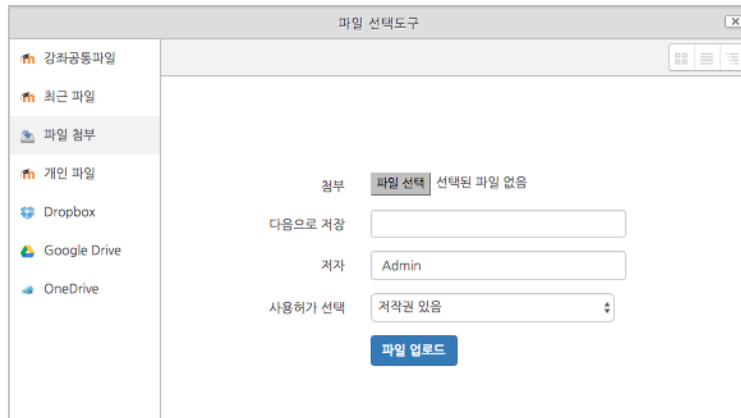 파일 선택도구
강좌공통파일
최근 파일
파일 첨부
개인 파일
Dropbox
Google Drive
OneDrive
첨부 파일 선택 선택된 파일 없음
다음으로 저장
저자 Admin
사용허가 선택 저작권 있음
파일 업로드